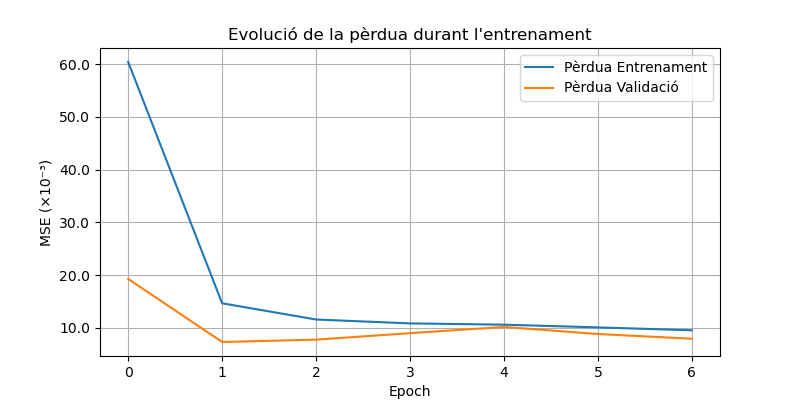 Evolució de la pèrdua durant l'entrenament
Pèrdua Entrenament
Pèrdua Validació
MSE (×10⁻³)
60.0
50.0
40.0
30.0
20.0
10.0
0 1 2 3 4 5 6
Epoch